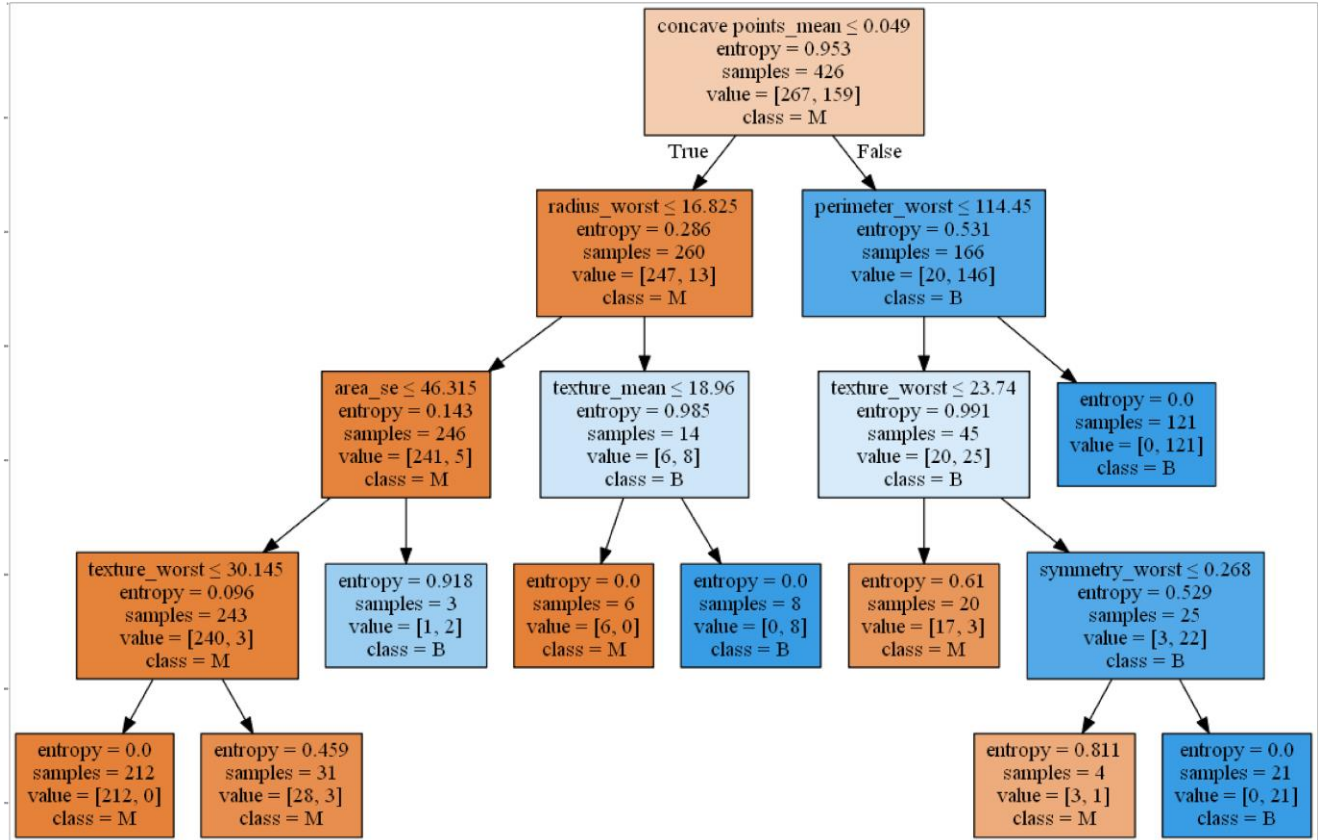 concave points_mean ≤ 0.049
entropy = 0.953
samples = 426
value = [267, 159]
class = M
True
False
radius_worst ≤ 16.825
entropy = 0.286
samples = 260
value = [247, 13]
class = M
perimeter_worst ≤ 114.45
entropy = 0.531
samples = 166
value = [20, 146]
class = B
area_se ≤ 46.315
entropy = 0.143
samples = 246
value = [241, 5]
class = M
texture_mean ≤ 18.96
entropy = 0.985
samples = 14
value = [6, 8]
class = B
texture_worst ≤ 23.74
entropy = 0.991
samples = 45
value = [20, 25]
class = B
entropy = 0.0
samples = 121
value = [0, 121]
class = B
texture_worst ≤ 30.145
entropy = 0.096
samples = 243
value = [240, 3]
class = M
entropy = 0.918
samples = 3
value = [1, 2]
class = B
entropy = 0.0
samples = 6
value = [6, 0]
class = M
entropy = 0.0
samples = 8
value = [0, 8]
class = B
entropy = 0.61
samples = 20
value = [17, 3]
class = M
symmetry_worst ≤ 0.268
entropy = 0.529
samples = 25
value = [3, 22]
class = B
entropy = 0.0
samples = 212
value = [212, 0]
class = M
entropy = 0.459
samples = 31
value = [28, 3]
class = M
entropy = 0.811
samples = 4
value = [3, 1]
class = M
entropy = 0.0
samples = 21
value = [0, 21]
class = B